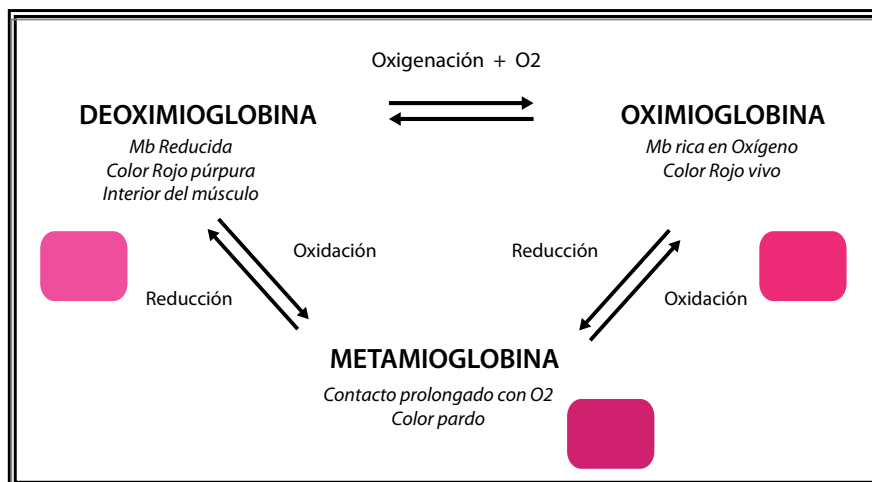 Oxigenación + O2
DEOXIMIOGLOBINA
Mb Reducida
Color Rojo púrpura
Interior del músculo
OXIMIOGLOBINA
Mb rica en Oxígeno
Color Rojo vivo
Oxidación
Reducción
Reducción
Oxidación
METAMIOGLOBINA
Contacto prolongado con O2
Color pardo